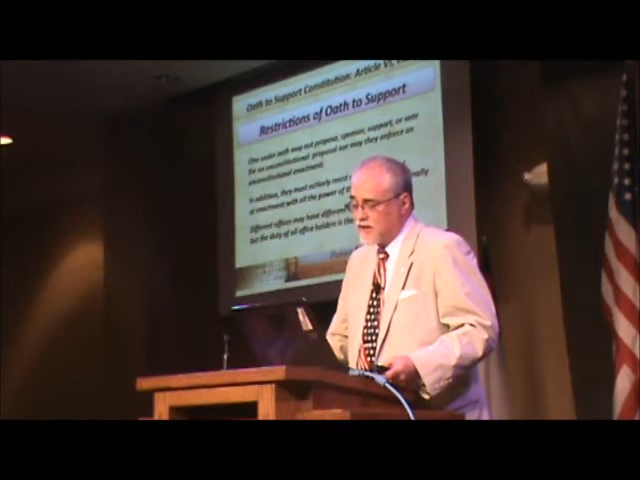 Oath to Support Constitution: Article VI,
Restrictions of Oath to Support
One under oath may not propose, sponsor, support, or vote
for an unconstitutional proposal nor may they enforce an
unconstitutional enactment.
In addition, they must actively resist
at enactment with all the power of
Different offices may have different
but the duty of all office holders is the